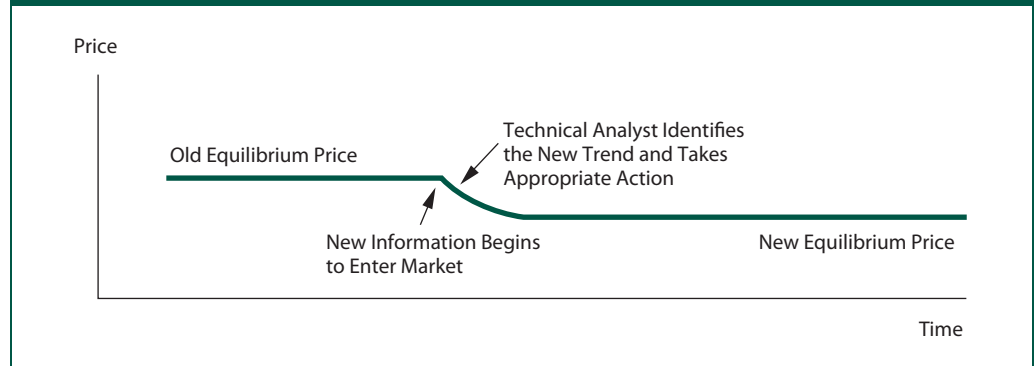 Price
Technical Analyst Identifies
the New Trend and Takes
Appropriate Action
Old Equilibrium Price
New Information Begins
to Enter Market
New Equilibrium Price
Time